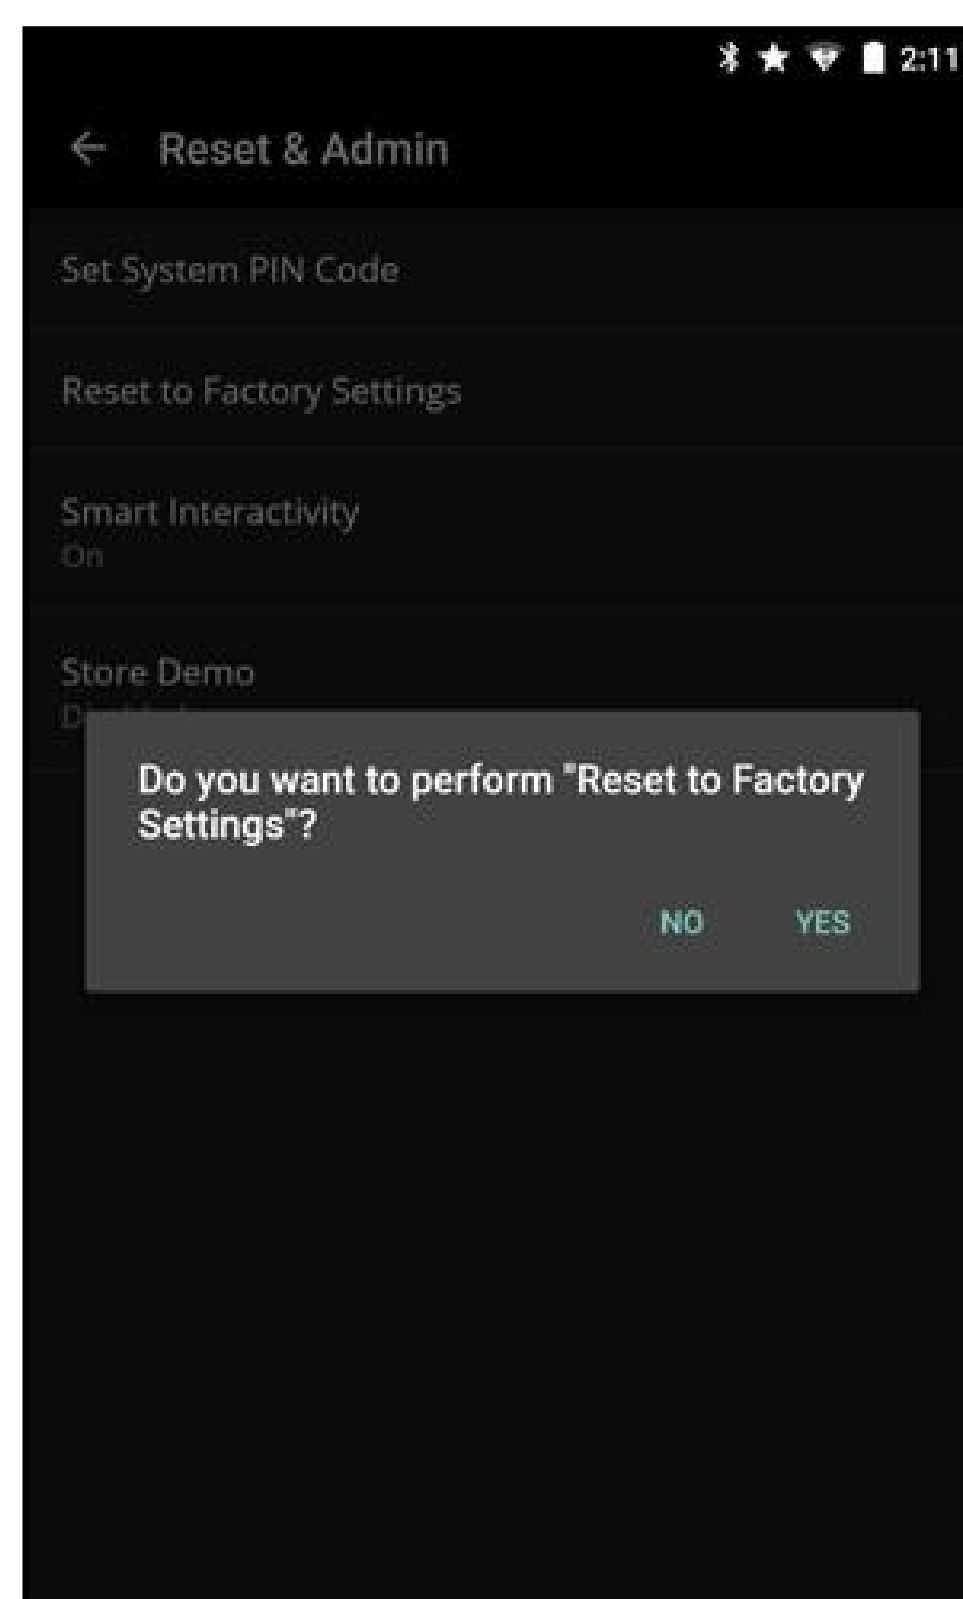 2:11
Reset & Admin
Set System PIN Code
Reset to Factory Settings
Smart Interactivity
On
Store Demo
Do you want to perform "Reset to Factory
Settings"?
NO YES